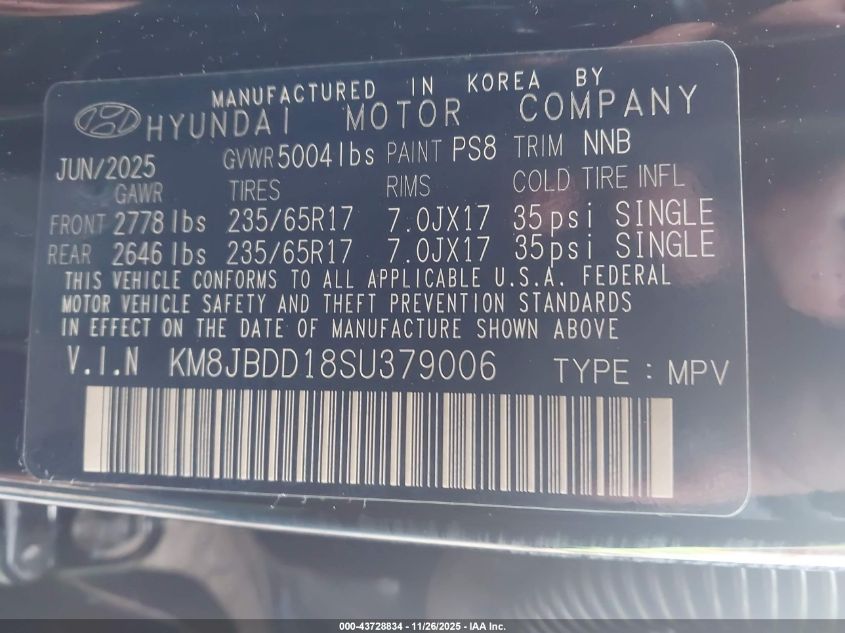 MANUFACTURED IN KOREA BY
HYUNDAI MOTOR COMPANY
JUN/2025 GVWR 5004lbs PAINT PS8 TRIM NNB
GAWR TIRES RIMS COLD TIRE INFL
FRONT 2778 lbs 235/65R17 7.0JX17 35psi SINGLE
REAR 2646 lbs 235/65R17 7.0JX17 35psi SINGLE
THIS VEHICLE CONFORMS TO ALL APPLICABLE U.S.A. FEDERAL
MOTOR VEHICLE SAFETY AND THEFT PREVENTION STANDARDS
IN EFFECT ON THE DATE OF MANUFACTURE SHOWN ABOVE
V.I.N KM8JBDD18SU379006 TYPE : MPV
000-43728834 - 11/26/2025 - IAA Inc.